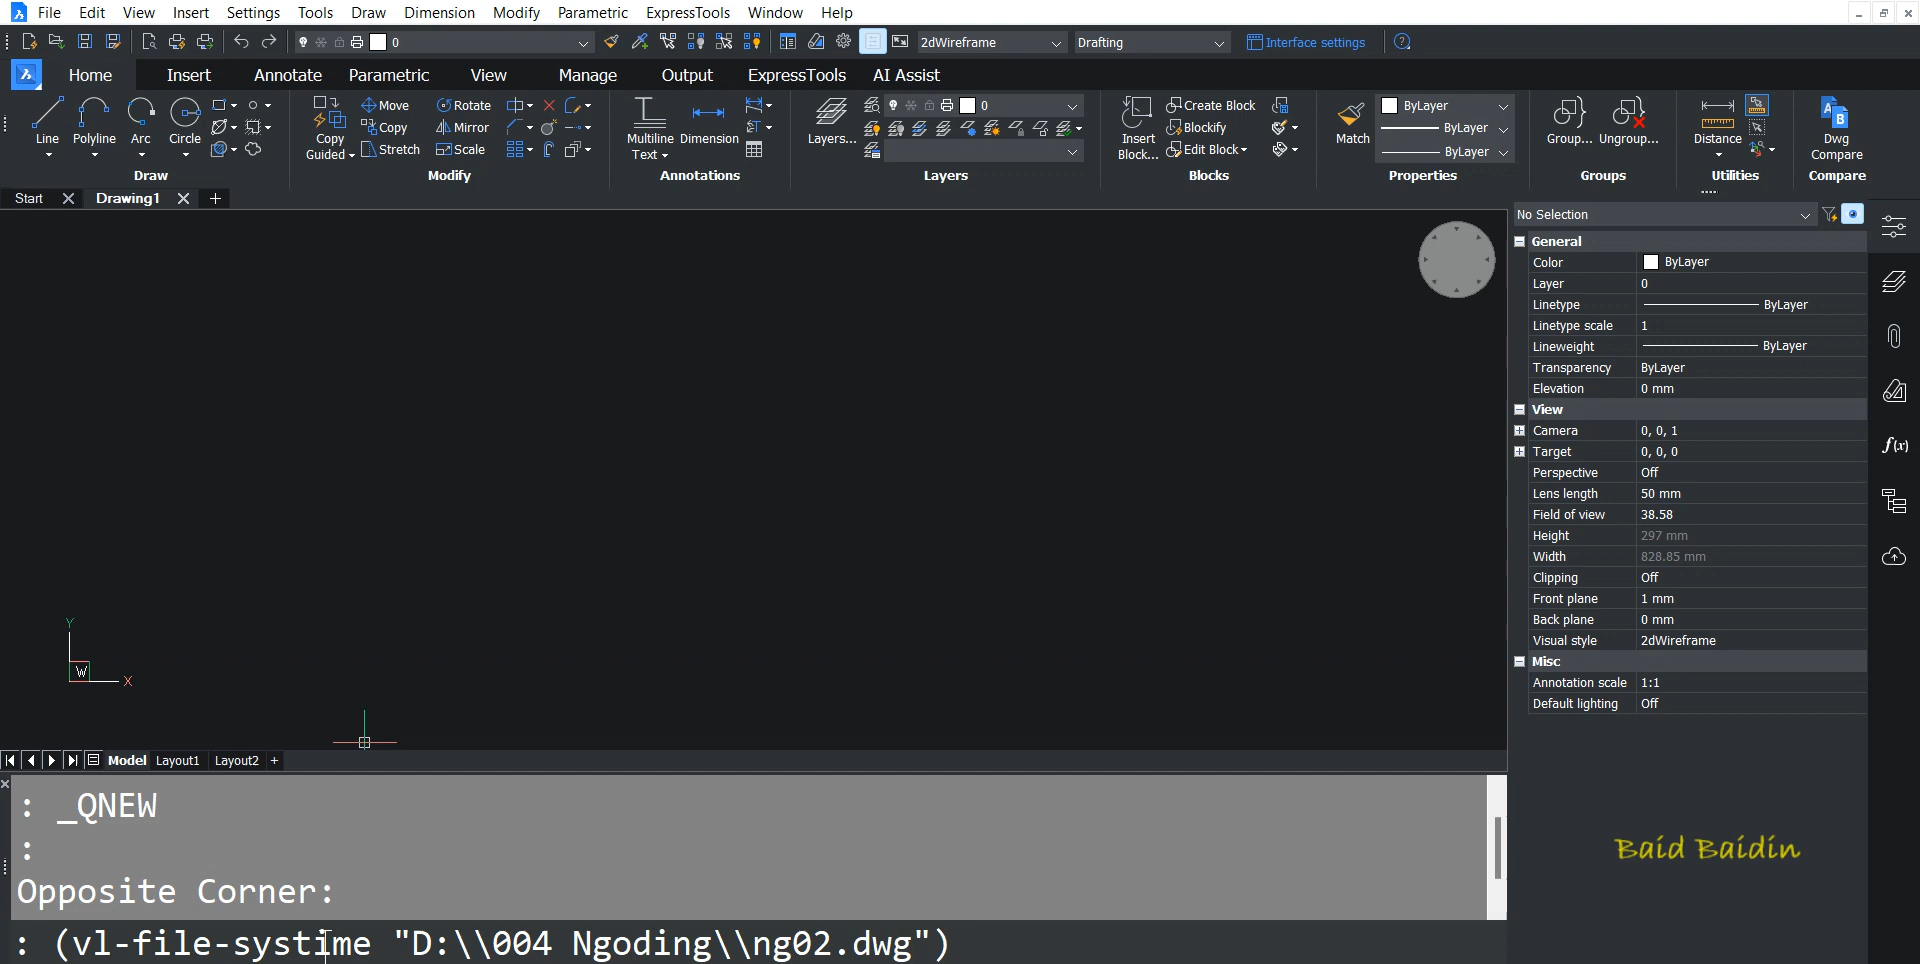 File Edit View Insert Settings Tools Draw Dimension Modify Parametric ExpressTools Window Help
0 2dWireframe Drafting Interface settings
Home Insert Annotate Parametric View Manage Output ExpressTools AI Assist
Line Polyline Arc Circle
Copy Guided
Move Rotate
Copy Mirror
Stretch Scale
Multiline Text Dimension
Layers... 0
Insert Block...
Create Block
Blockify
Edit Block
Match
ByLayer
ByLayer
ByLayer
Group... Ungroup...
Distance
Dwg Compare
Draw Modify Annotations Layers Blocks Properties Groups Utilities Compare
Start Drawing1
No Selection
General
Color ByLayer
Layer 0
Linetype ByLayer
Linetype scale 1
Lineweight ByLayer
Transparency ByLayer
Elevation 0 mm
View
Camera 0, 0, 1
Target 0, 0, 0
Perspective Off
Lens length 50 mm
Field of view 38.58
Height 297 mm
Width 828.85 mm
Clipping Off
Front plane 1 mm
Back plane 0 mm
Visual style 2dWireframe
Misc
Annotation scale 1:1
Default lighting Off
f(x)
Y
W
X
Model Layout1 Layout2 +
: _QNEW
:
Opposite Corner:
: (vl-file-systime "D:\\004 Ngoding\\ng02.dwg")
Baid Baidin